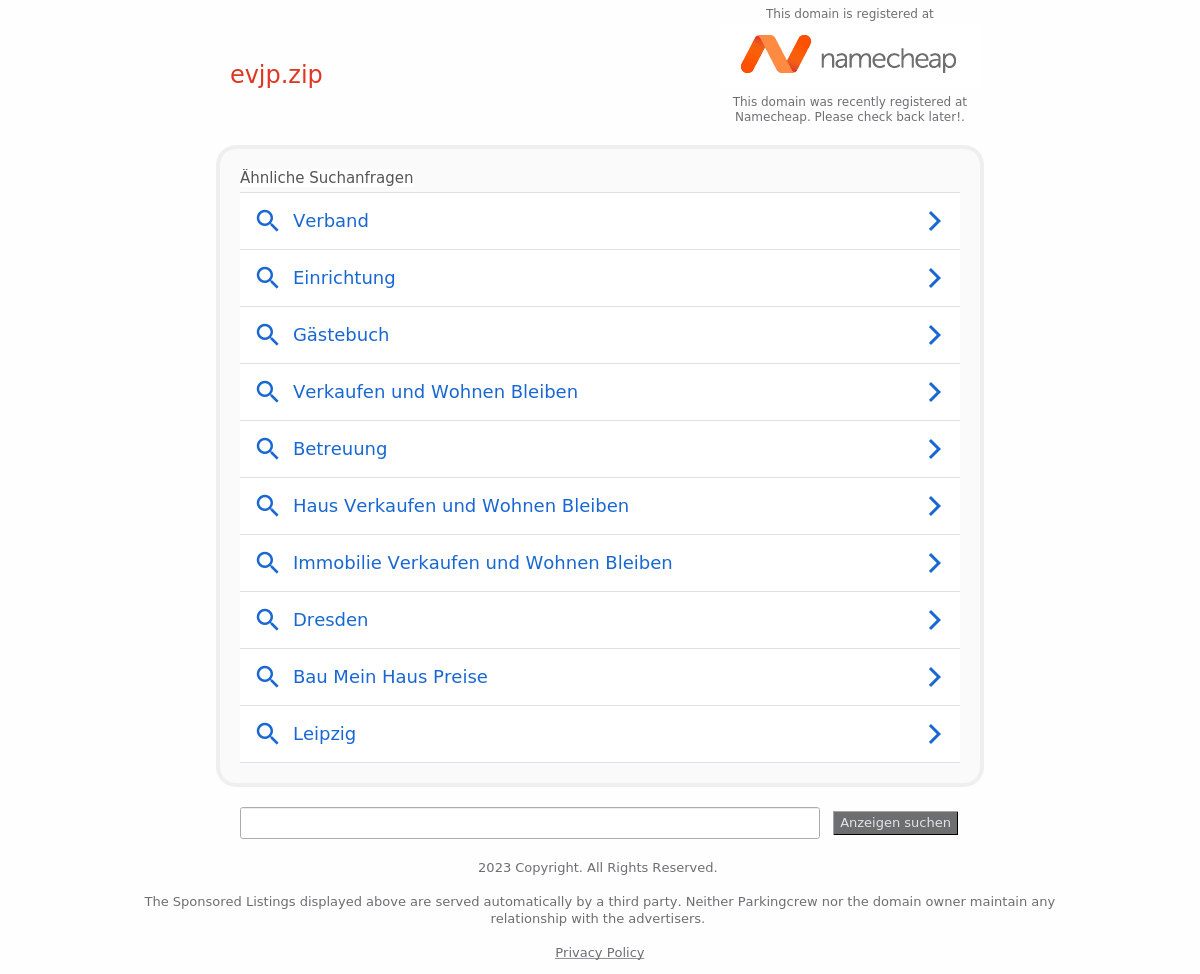 This domain is registered at
namecheap
evjp.zip
This domain was recently registered at
Namecheap. Please check back later!.
Ähnliche Suchanfragen
Verband
Einrichtung
Gästebuch
Verkaufen und Wohnen Bleiben
Betreuung
Haus Verkaufen und Wohnen Bleiben
Immobilie Verkaufen und Wohnen Bleiben
Dresden
Bau Mein Haus Preise
Leipzig
Anzeigen suchen
2023 Copyright. All Rights Reserved.
The Sponsored Listings displayed above are served automatically by a third party. Neither Parkingcrew nor the domain owner maintain any
relationship with the advertisers.
Privacy Policy